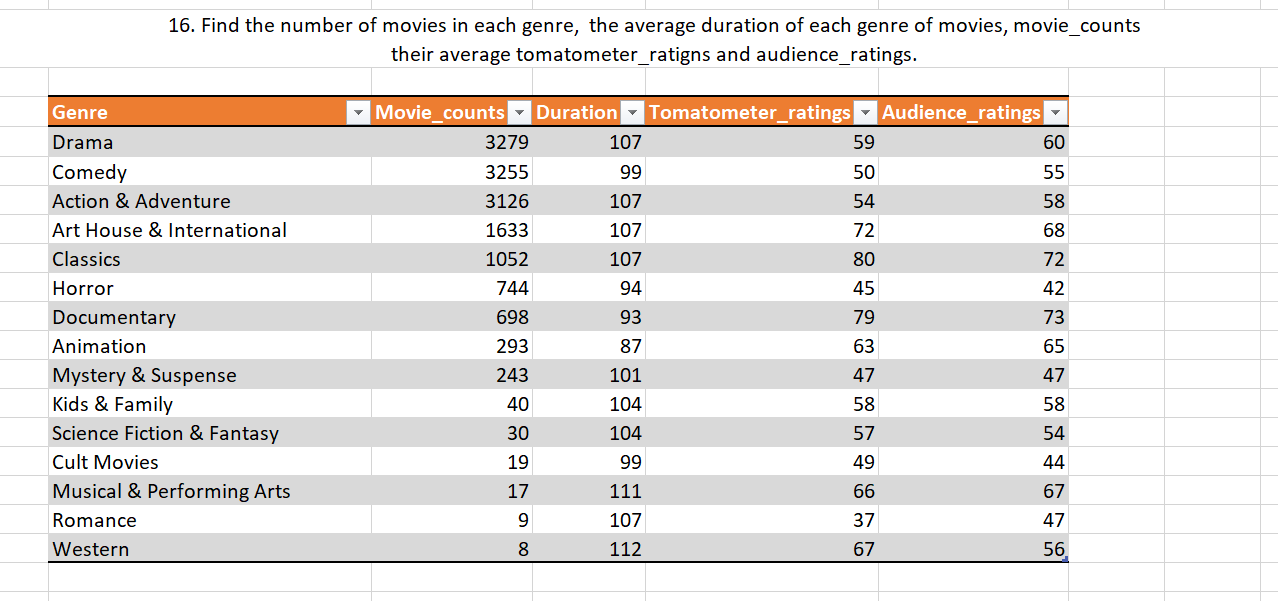 16. Find the number of movies in each genre,  the average duration of each genre of movies, movie_counts
their average tomatometer_ratigns and audience_ratings.
Genre Movie_counts Duration Tomatometer_ratings Audience_ratings
Drama 3279 107 59 60
Comedy 3255 99 50 55
Action & Adventure 3126 107 54 58
Art House & International 1633 107 72 68
Classics 1052 107 80 72
Horror 744 94 45 42
Documentary 698 93 79 73
Animation 293 87 63 65
Mystery & Suspense 243 101 47 47
Kids & Family 40 104 58 58
Science Fiction & Fantasy 30 104 57 54
Cult Movies 19 99 49 44
Musical & Performing Arts 17 111 66 67
Romance 9 107 37 47
Western 8 112 67 56